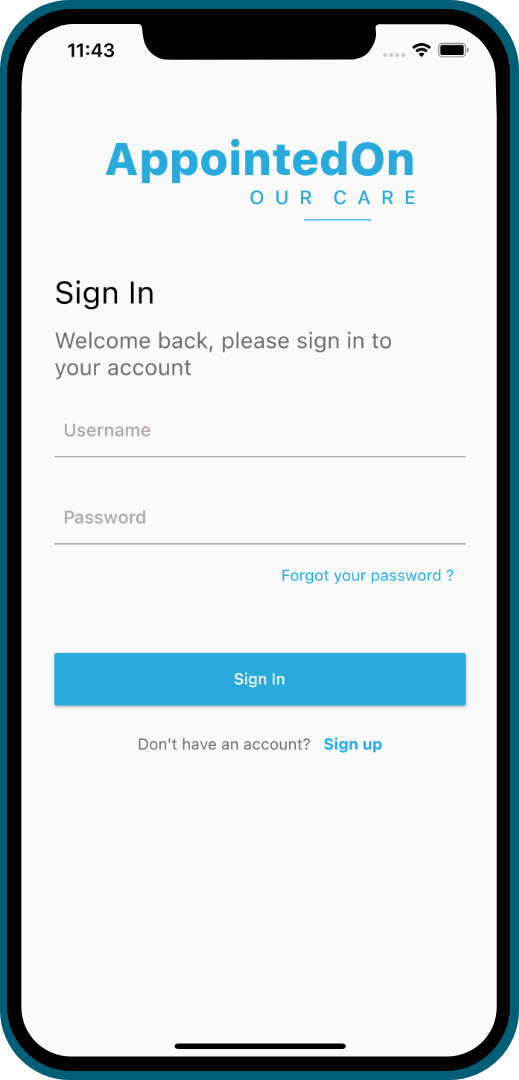 11:43
AppointedOn
OUR CARE
Sign In
Welcome back, please sign in to
your account
Username
Password
Forgot your password ?
Sign In
Don't have an account? Sign up